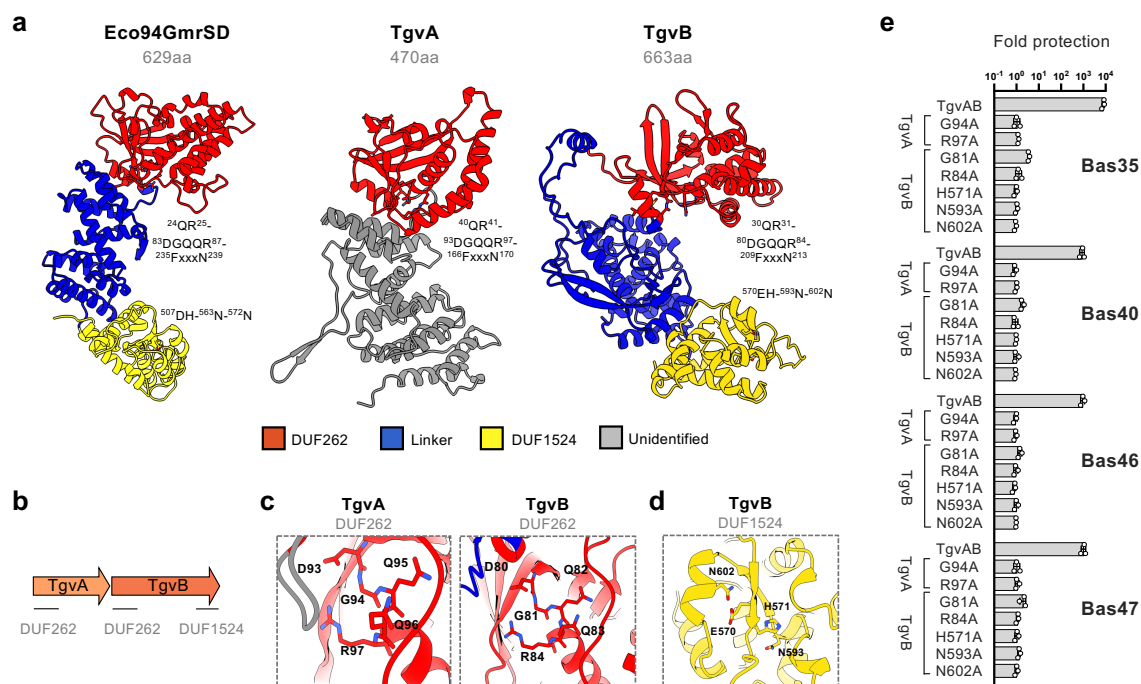 a
Eco94GmrSD
629aa
TgvA
470aa
TgvB
663aa
24QR25-
83DGQQR87-
235FxxxN239
507DH-563N-572N
40QR41-
93DGQQR97-
166FxxxN170
30QR31-
80DGQQR84-
209FxxxN213
570EH-593N-602N
DUF262
Linker
DUF1524
Unidentified
b
TgvA
TgvB
DUF262
DUF262
DUF1524
c
TgvA
DUF262
D93
Q95
G94
Q96
R97
TgvB
DUF262
D80
Q82
G81
Q83
R84
d
TgvB
DUF1524
N602
H571
E570
N593
e
Fold protection
10-1 100 101 102 103 104
TgvAB
TgvA
G94A
R97A
TgvB
G81A
R84A
H571A
N593A
N602A
Bas35
TgvAB
TgvA
G94A
R97A
TgvB
G81A
R84A
H571A
N593A
N602A
Bas40
TgvAB
TgvA
G94A
R97A
TgvB
G81A
R84A
H571A
N593A
N602A
Bas46
TgvAB
TgvA
G94A
R97A
TgvB
G81A
R84A
H571A
N593A
N602A
Bas47